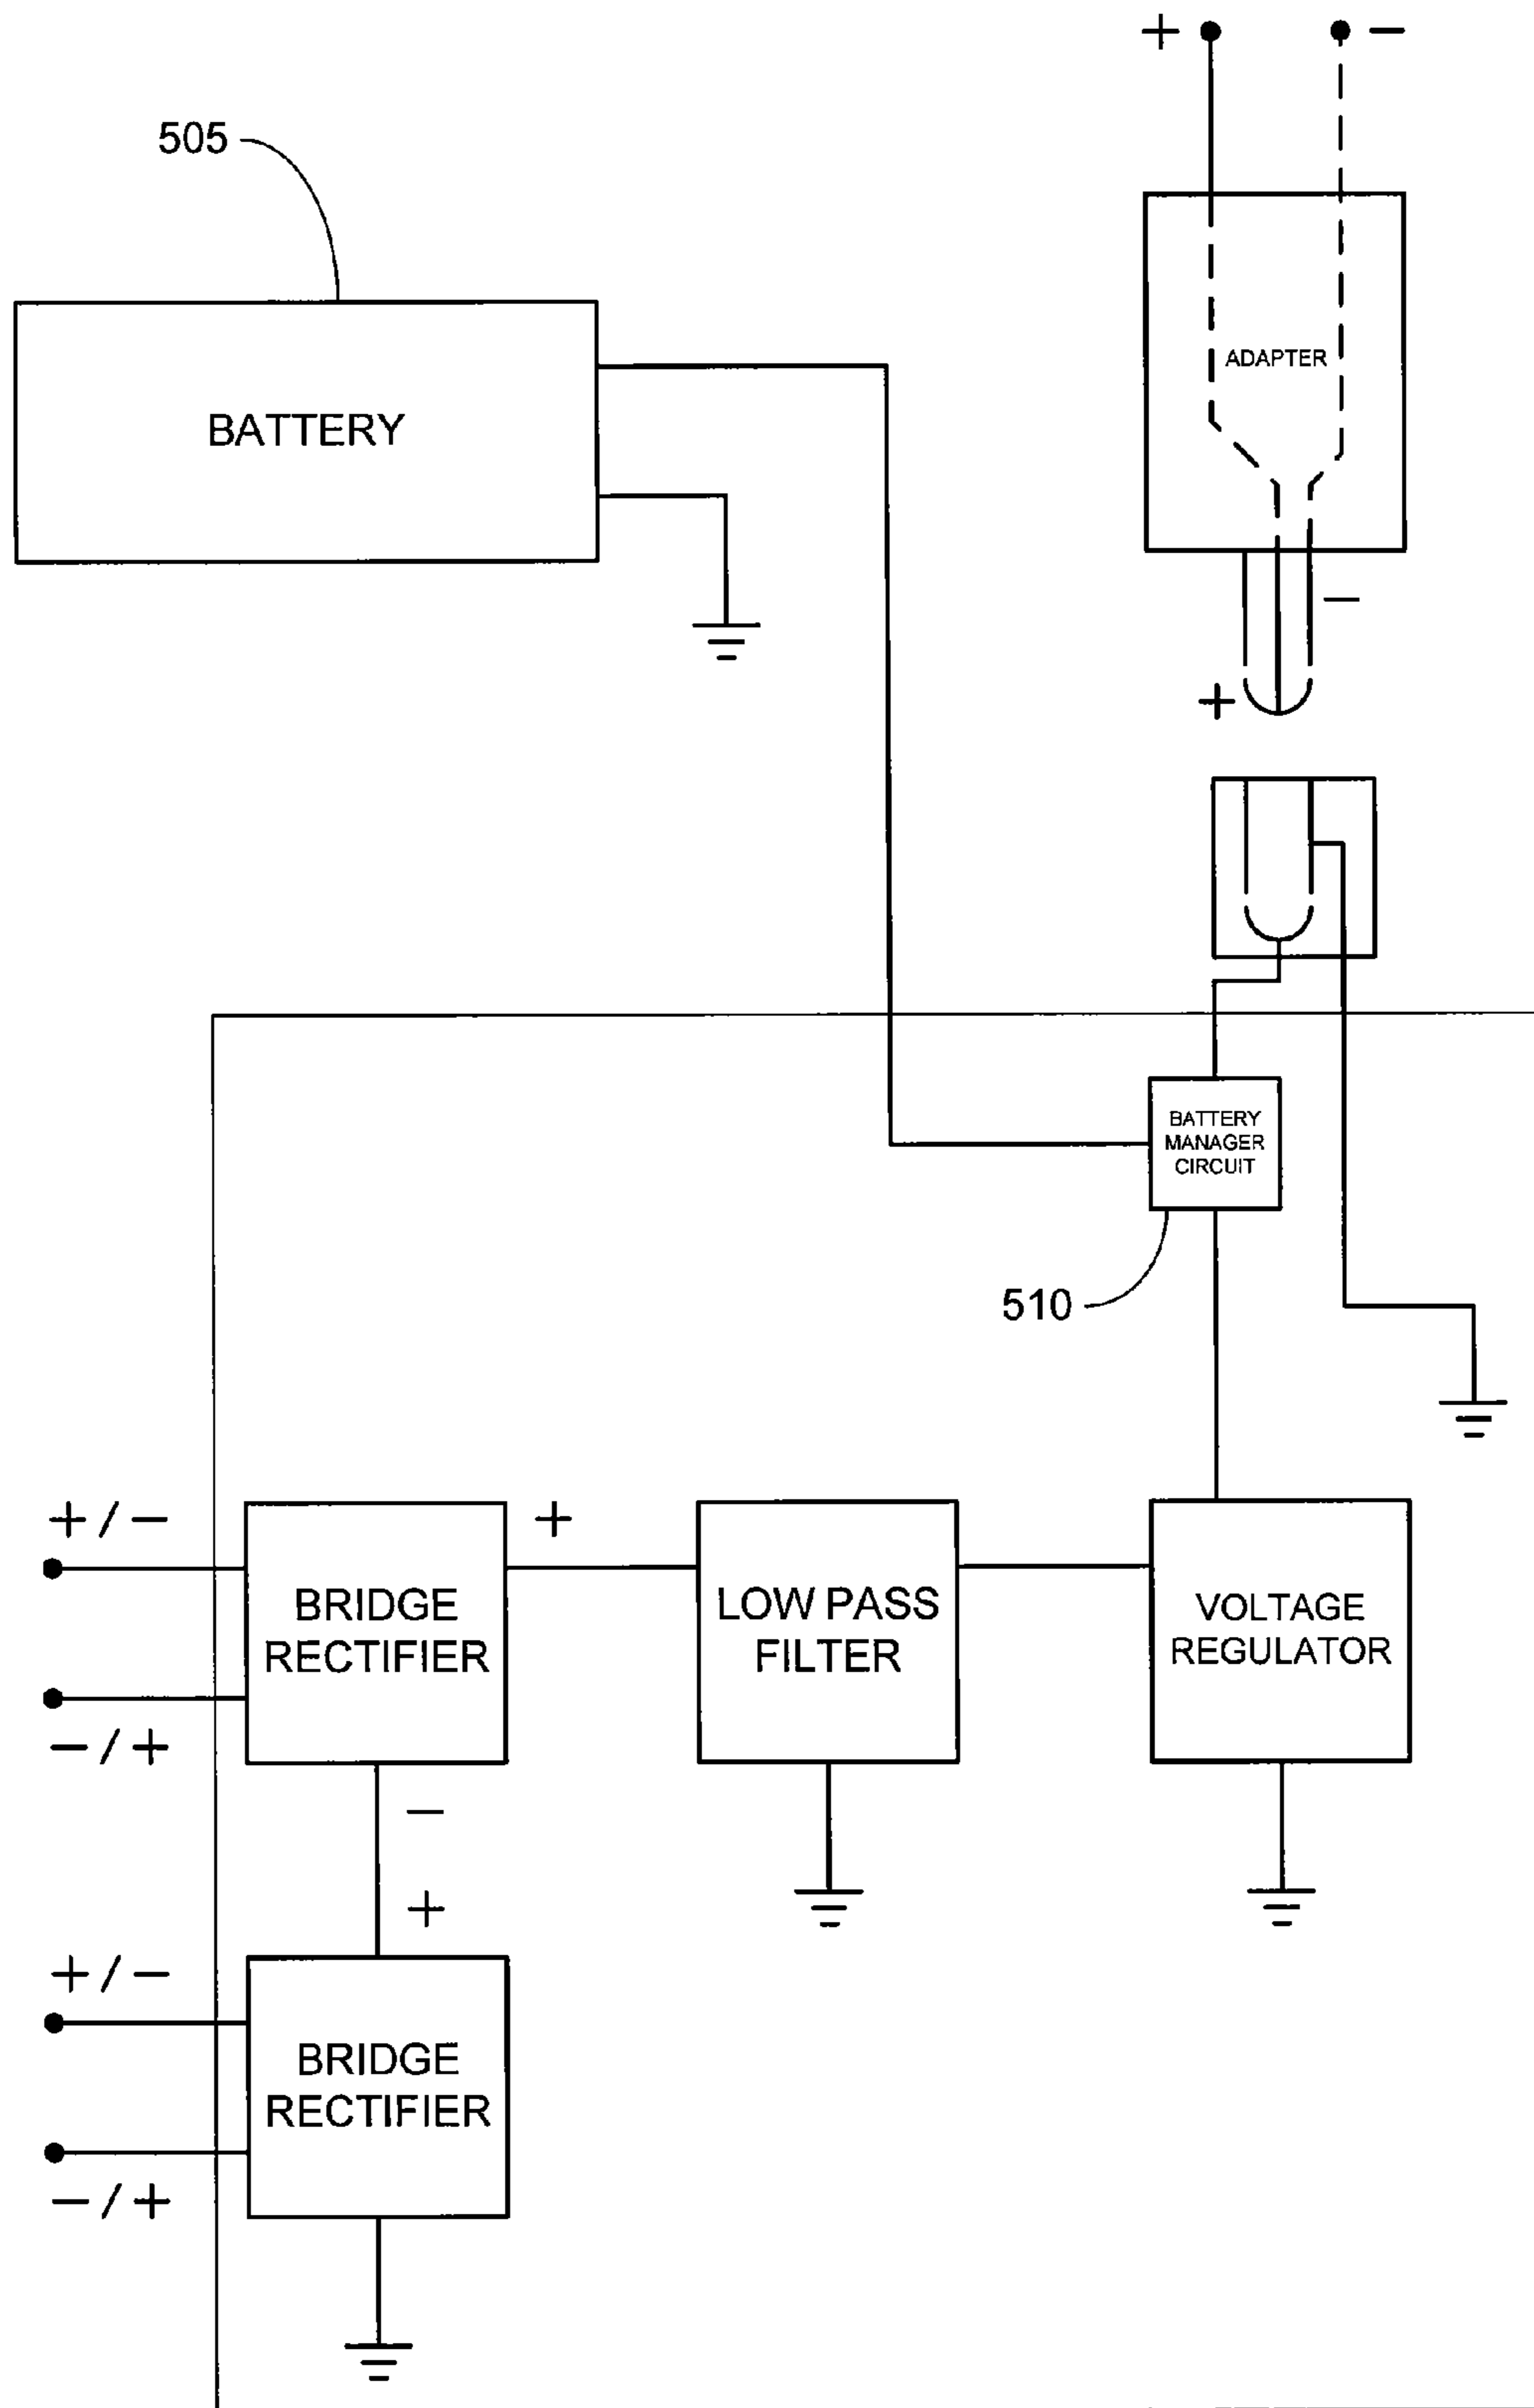 + −
505
ADAPTER
BATTERY
−
+
BATTERY
MANAGER
CIRCUIT
510
+/−
+
BRIDGE
RECTIFIER
LOW PASS
FILTER
VOLTAGE
REGULATOR
−/+
−
+
+/−
BRIDGE
RECTIFIER
−/+